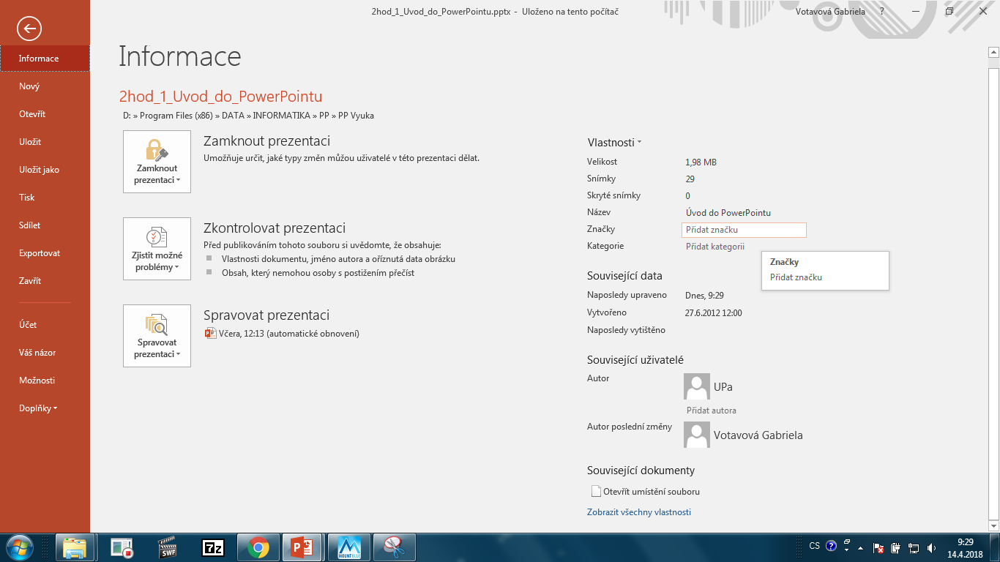 2hod_1_Uvod_do_PowerPointu.pptx - Uloženo na tento počítač
Votavová Gabriela ?
Informace
Nový
Otevřít
Uložit
Uložit jako
Tisk
Sdílet
Exportovat
Zavřít
Účet
Váš názor
Možnosti
Doplňky
Informace
2hod_1_Uvod_do_PowerPointu
D: » Program Files (x86) » DATA » INFORMATIKA » PP » PP Vyuka
Zamknout
prezentaci
Zamknout prezentaci
Umožňuje určit, jaké typy změn můžou uživatelé v této prezentaci dělat.
Zjistit možné
problémy
Zkontrolovat prezentaci
Před publikováním tohoto souboru si uvědomte, že obsahuje:
Vlastnosti dokumentu, jméno autora a oříznutá data obrázku
Obsah, který nemohou osoby s postižením přečíst
Spravovat
prezentaci
Spravovat prezentaci
Včera, 12:13 (automatické obnovení)
Vlastnosti
Velikost 1,98 MB
Snímky 29
Skryté snímky 0
Název Úvod do PowerPointu
Značky Přidat značku
Kategorie Přidat kategorii
Značky
Přidat značku
Související data
Naposledy upraveno Dnes, 9:29
Vytvořeno 27.6.2012 12:00
Naposledy vytištěno
Související uživatelé
Autor UPa
Přidat autora
Autor poslední změny Votavová Gabriela
Související dokumenty
Otevřít umístění souboru
Zobrazit všechny vlastnosti
SWF
7z
MOUNT BLUE
CS
9:29
14.4.2018